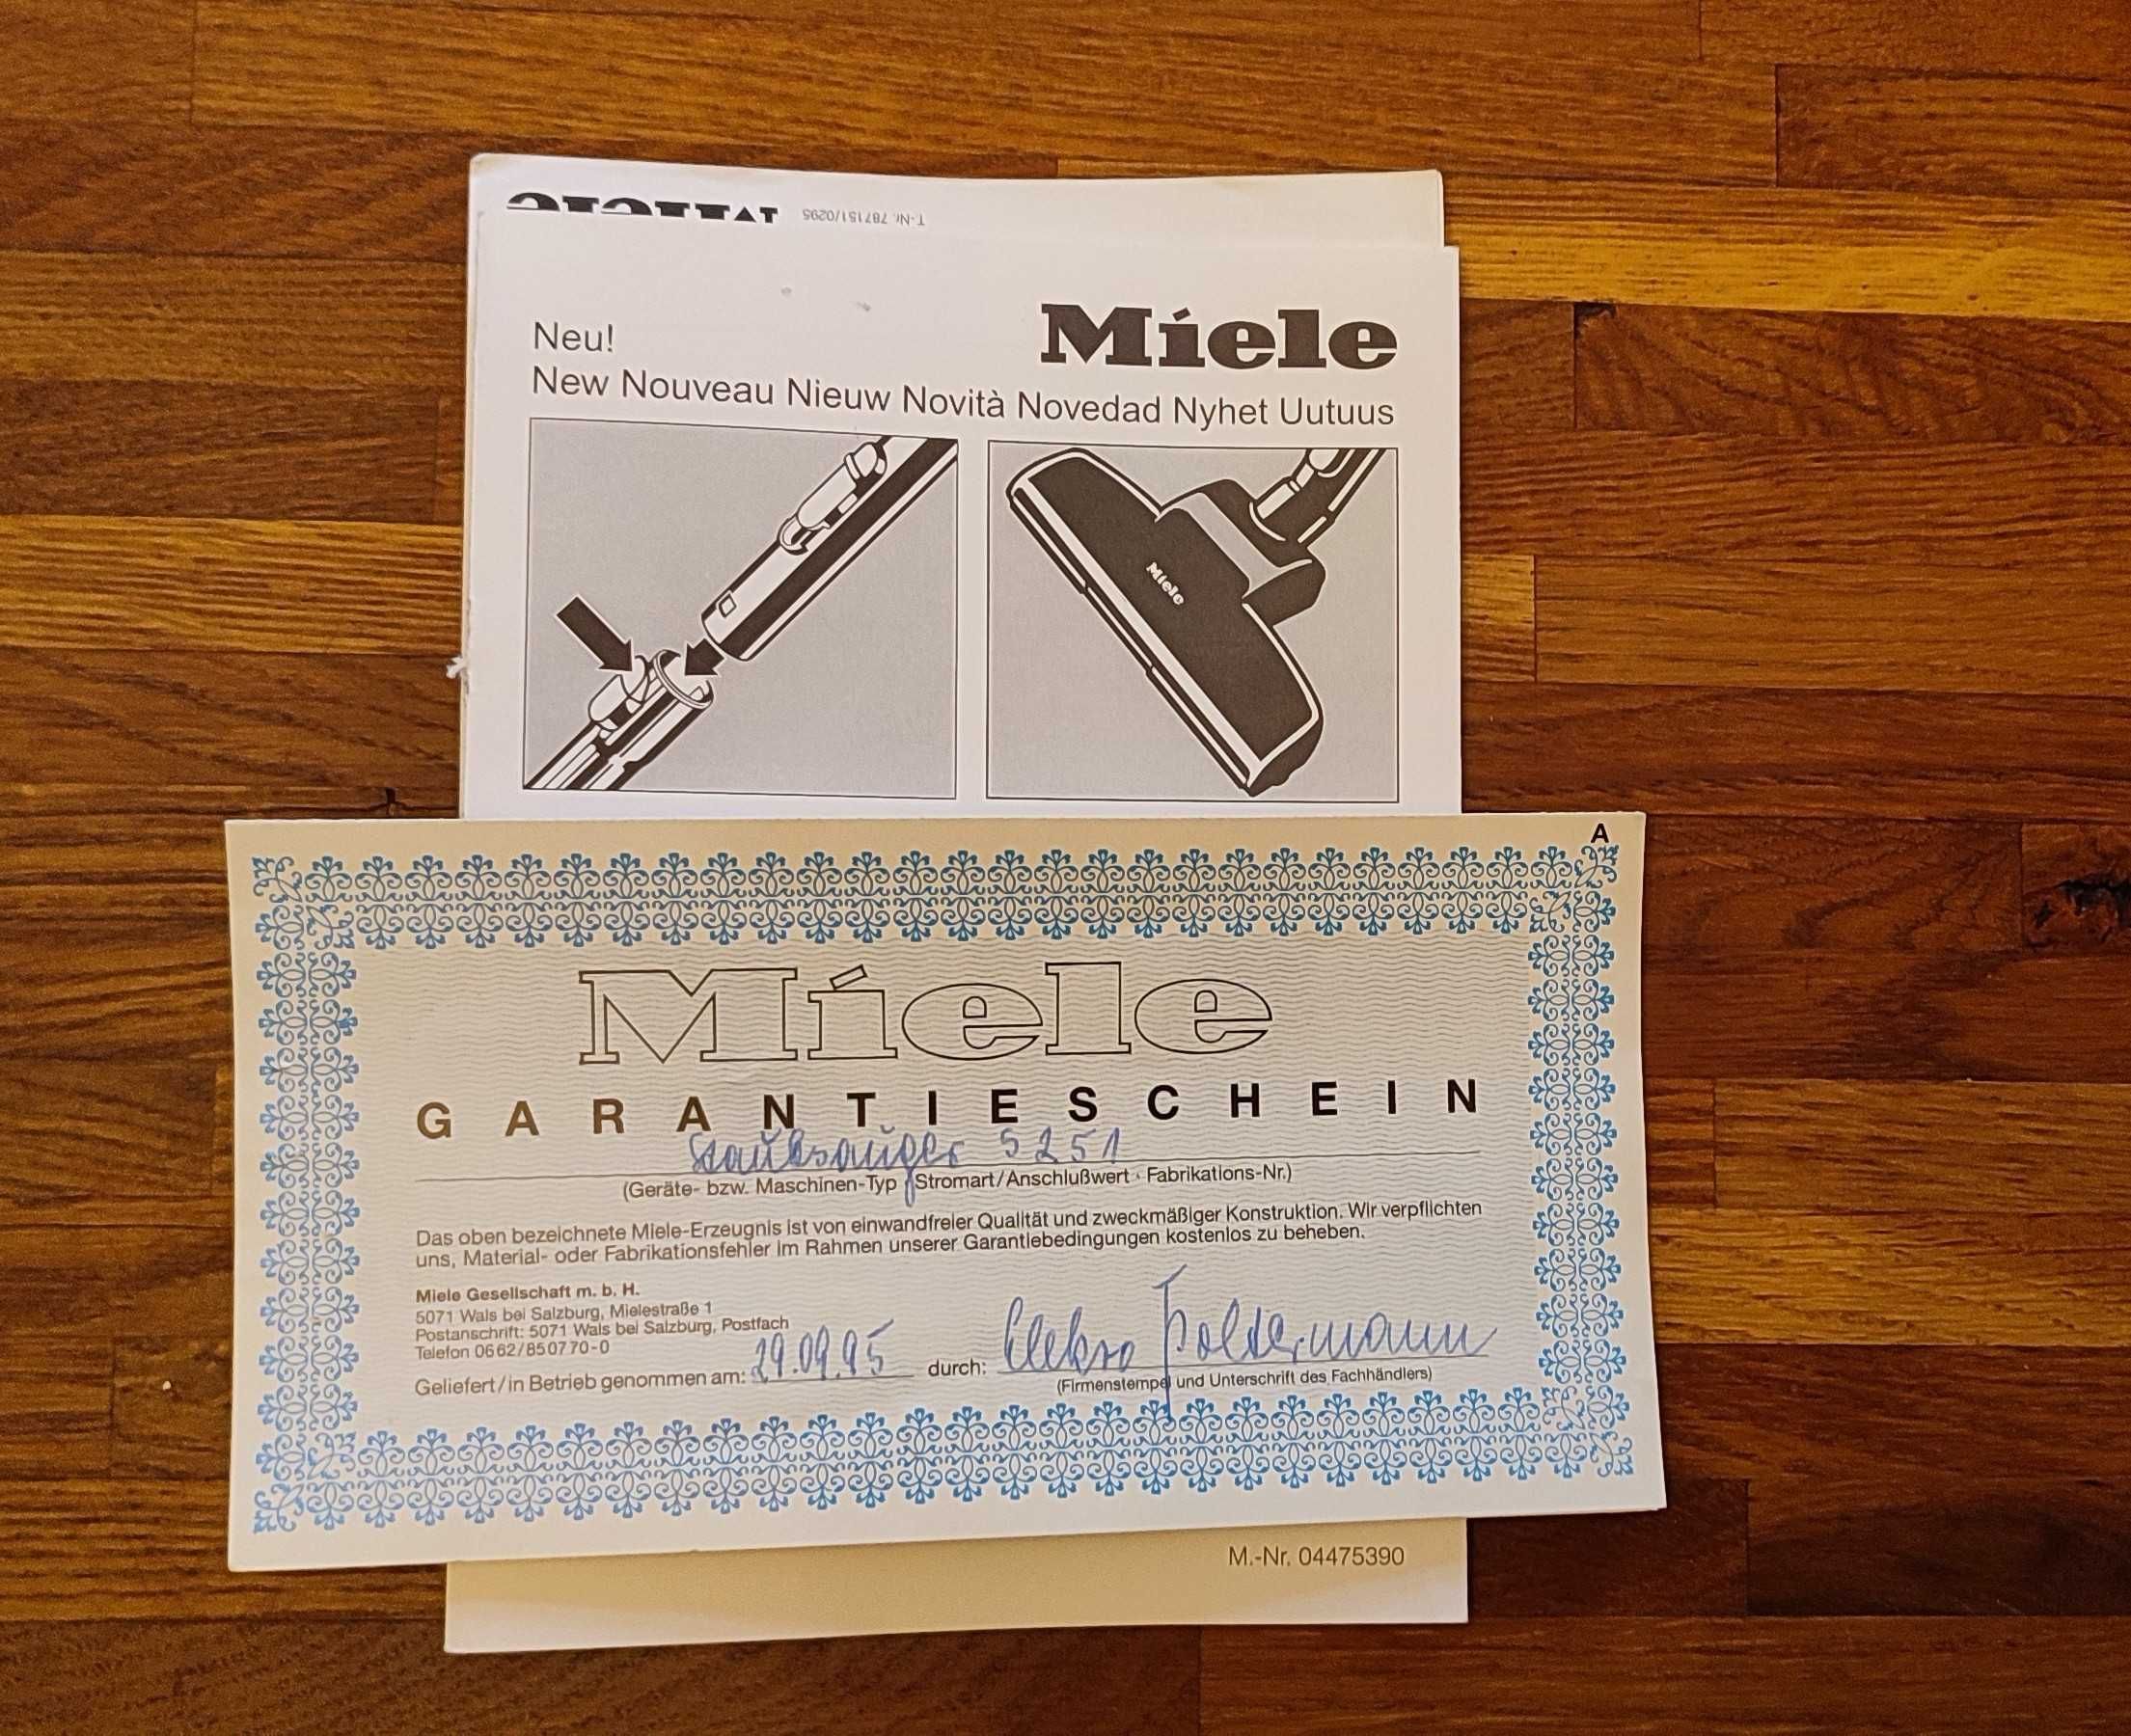 T.-Nr. 787151/0295
Neu!
Miele
New Nouveau Nieuw Novità Novedad Nyhet Uutuus
Miele
A
Miele
GARANTIESCHEIN
Staubsauger S 251
(Geräte- bzw. Maschinen-Typ · Stromart/Anschlußwert · Fabrikations-Nr.)
Das oben bezeichnete Miele-Erzeugnis ist von einwandfreier Qualität und zweckmäßiger Konstruktion. Wir verpflichten
uns, Material- oder Fabrikationsfehler im Rahmen unserer Garantiebedingungen kostenlos zu beheben.
Miele Gesellschaft m. b. H.
5071 Wals bei Salzburg, Mielestraße 1
Postanschrift: 5071 Wals bei Salzburg, Postfach
Telefon 0662/85077 0-0
Geliefert/in Betrieb genommen am: 29.09.95 durch: Elektro
(Firmenstempel und Unterschrift des Fachhändlers)
M.-Nr. 04475390